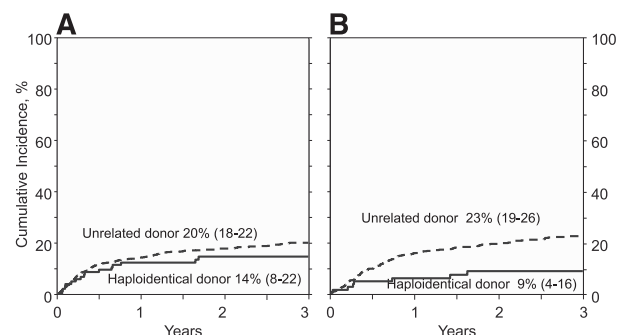 A
B
100
80
60
40
20
0
Cumulative Incidence, %
Unrelated donor 20% (18-22)
Haploidentical donor 14% (8-22)
0
1
2
3
Years
Unrelated donor 23% (19-26)
Haploidentical donor 9% (4-16)
100
80
60
40
20
0
0
1
2
3
Years